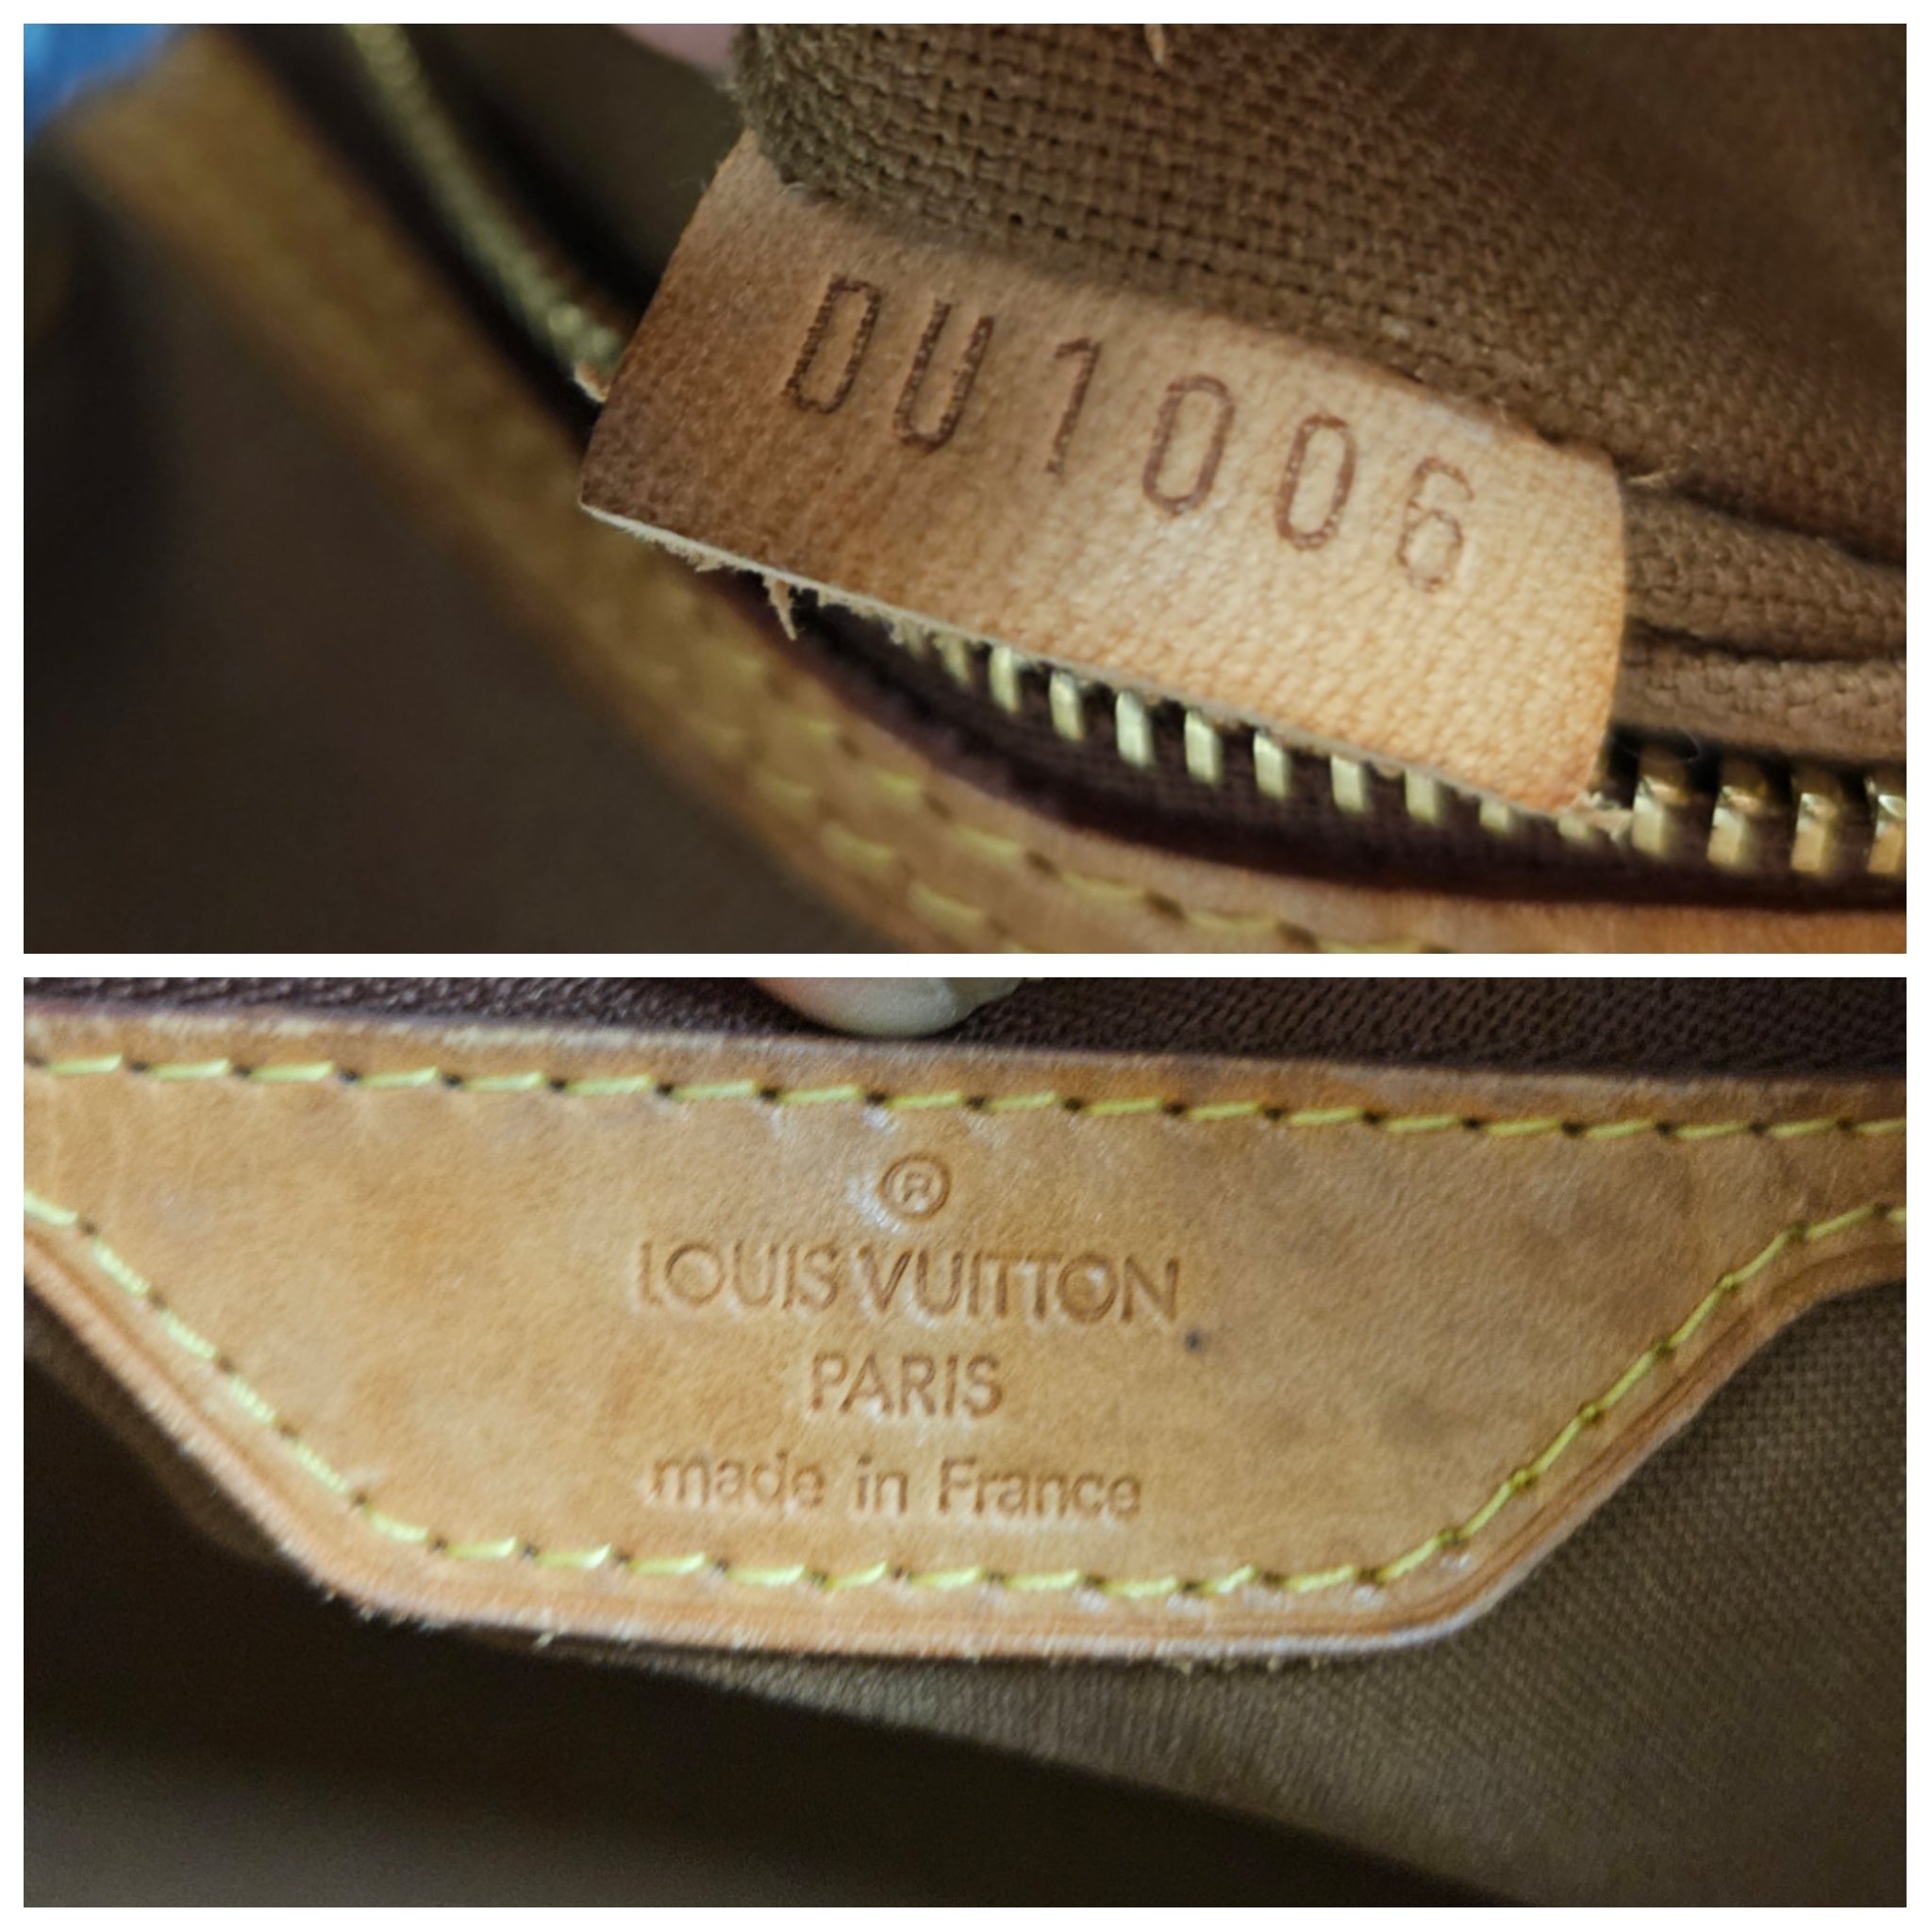 DU1006
®
LOUIS VUITTON
PARIS
made in France